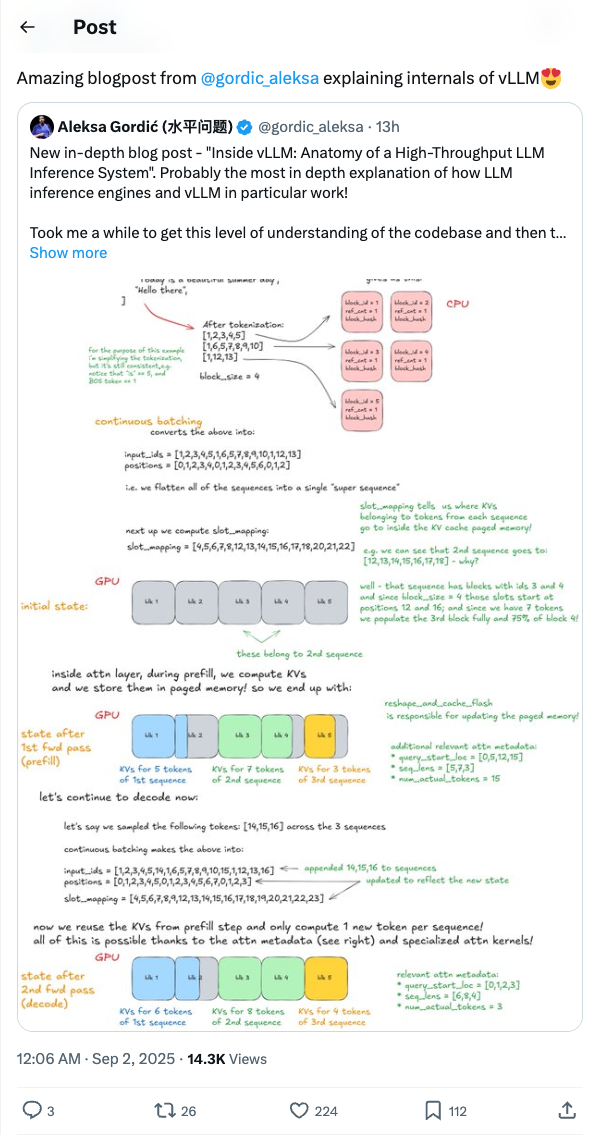 Post
Amazing blogpost from @gordic_aleksa explaining internals of vLLM😍
Aleksa Gordić (水平问题) @gordic_aleksa · 13h
New in-depth blog post - "Inside vLLM: Anatomy of a High-Throughput LLM
Inference System". Probably the most in depth explanation of how LLM
inference engines and vLLM in particular work!
Took me a while to get this level of understanding of the codebase and then t...
Show more
"Hello there",
]
After tokenization:
[1,2,3,4,5]
[1,6,5,7,8,9,10]
[1,12,13]
block_size = 4
for the purpose of this example
i'm simplifying the tokenization,
but it's still consistent,e.g.
notice that "is" == 5, and
BOS token == 1
block_id = 1
ref_cnt = 1
block_hash
block_id = 2
ref_cnt = 1
block_hash
CPU
block_id = 3
ref_cnt = 1
block_hash
block_id = 4
ref_cnt = 1
block_hash
block_id = 5
ref_cnt = 1
block_hash
continuous batching
converts the above into:
input_ids = [1,2,3,4,5,1,6,5,7,8,9,10,1,12,13]
positions = [0,1,2,3,4,0,1,2,3,4,5,6,0,1,2]
i.e. we flatten all of the sequences into a single "super sequence"
next up we compute slot_mapping:
slot_mapping = [4,5,6,7,8,12,13,14,15,16,17,18,20,21,22]
slot_mapping tells us where KVs
belonging to tokens from each sequence
go to inside the KV cache paged memory!
e.g. we can see that 2nd sequence goes to:
[12,13,14,15,16,17,18] - why?
well - that sequence has blocks with ids 3 and 4
and since block_size = 4 those slots start at
positions 12 and 16; and since we have 7 tokens
we populate the 3rd block fully and 75% of block 4!
GPU
initial state:
blk 1
blk 2
blk 3
blk 4
blk 5
these belong to 2nd sequence
inside attn layer, during prefill, we compute KVs
and we store them in paged memory! so we end up with:
GPU
state after
1st fwd pass
(prefill)
blk 1
blk 2
blk 3
blk 4
blk 5
KVs for 5 tokens
of 1st sequence
KVs for 7 tokens
of 2nd sequence
KVs for 3 tokens
of 3rd sequence
reshape_and_cache_flash
is responsible for updating the paged memory!
additional relevant attn metadata:
* query_start_loc = [0,5,12,15]
* seq_lens = [5,7,3]
* num_actual_tokens = 15
let's continue to decode now:
let's say we sampled the following tokens: [14,15,16] across the 3 sequences
continuous batching makes the above into:
input_ids = [1,2,3,4,5,14,1,6,5,7,8,9,10,15,1,12,13,16]
appended 14,15,16 to sequences
positions = [0,1,2,3,4,5,0,1,2,3,4,5,6,7,0,1,2,3]
updated to reflect the new state
slot_mapping = [4,5,6,7,8,9,12,13,14,15,16,17,18,19,20,21,22,23]
now we reuse the KVs from prefill step and only compute 1 new token per sequence!
all of this is possible thanks to the attn metadata (see right) and specialized attn kernels!
GPU
state after
2nd fwd pass
(decode)
blk 1
blk 2
blk 3
blk 4
blk 5
KVs for 6 tokens
of 1st sequence
KVs for 8 tokens
of 2nd sequence
KVs for 4 tokens
of 3rd sequence
relevant attn metadata:
* query_start_loc = [0,1,2,3]
* seq_lens = [6,8,4]
* num_actual_tokens = 3
12:06 AM · Sep 2, 2025 · 14.3K Views
3
26
224
112